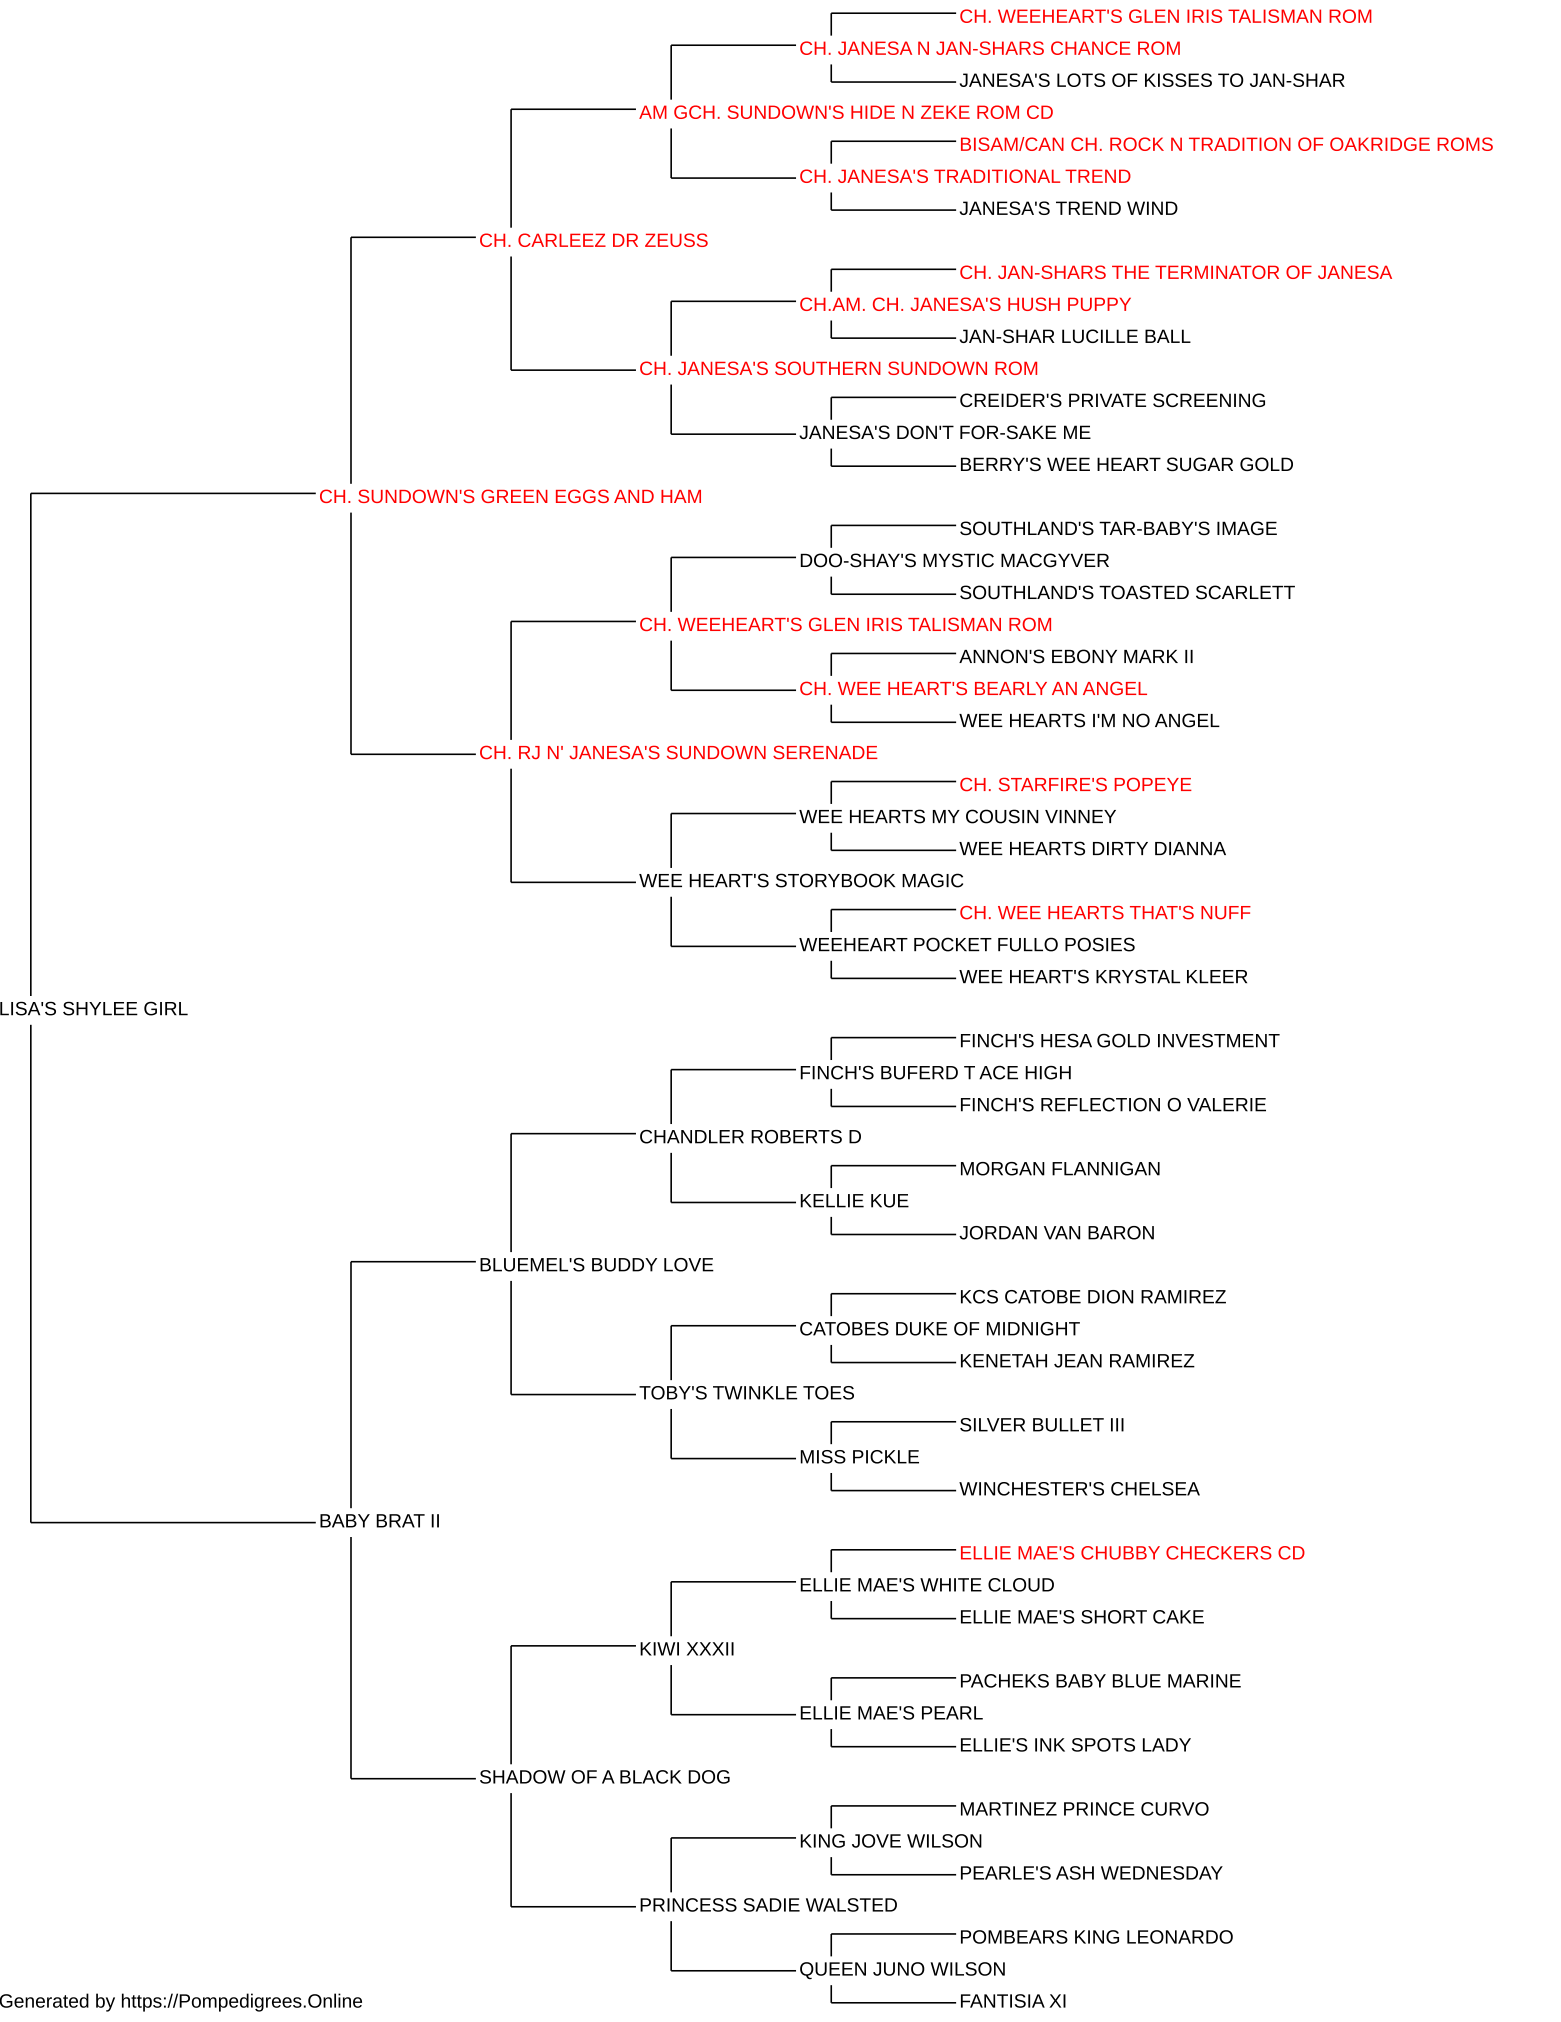 CH. WEEHEART'S GLEN IRIS TALISMAN ROM
CH. JANESA N JAN-SHARS CHANCE ROM
JANESA'S LOTS OF KISSES TO JAN-SHAR
AM GCH. SUNDOWN'S HIDE N ZEKE ROM CD
BISAM/CAN CH. ROCK N TRADITION OF OAKRIDGE ROMS
CH. JANESA'S TRADITIONAL TREND
JANESA'S TREND WIND
CH. CARLEEZ DR ZEUSS
CH. JAN-SHARS THE TERMINATOR OF JANESA
CH.AM. CH. JANESA'S HUSH PUPPY
JAN-SHAR LUCILLE BALL
CH. JANESA'S SOUTHERN SUNDOWN ROM
CREIDER'S PRIVATE SCREENING
JANESA'S DON'T FOR-SAKE ME
BERRY'S WEE HEART SUGAR GOLD
CH. SUNDOWN'S GREEN EGGS AND HAM
SOUTHLAND'S TAR-BABY'S IMAGE
DOO-SHAY'S MYSTIC MACGYVER
SOUTHLAND'S TOASTED SCARLETT
CH. WEEHEART'S GLEN IRIS TALISMAN ROM
ANNON'S EBONY MARK II
CH. WEE HEART'S BEARLY AN ANGEL
WEE HEARTS I'M NO ANGEL
CH. RJ N' JANESA'S SUNDOWN SERENADE
CH. STARFIRE'S POPEYE
WEE HEARTS MY COUSIN VINNEY
WEE HEARTS DIRTY DIANNA
WEE HEART'S STORYBOOK MAGIC
CH. WEE HEARTS THAT'S NUFF
WEEHEART POCKET FULLO POSIES
WEE HEART'S KRYSTAL KLEER
LISA'S SHYLEE GIRL
FINCH'S HESA GOLD INVESTMENT
FINCH'S BUFERD T ACE HIGH
FINCH'S REFLECTION O VALERIE
CHANDLER ROBERTS D
MORGAN FLANNIGAN
KELLIE KUE
JORDAN VAN BARON
BLUEMEL'S BUDDY LOVE
KCS CATOBE DION RAMIREZ
CATOBES DUKE OF MIDNIGHT
KENETAH JEAN RAMIREZ
TOBY'S TWINKLE TOES
SILVER BULLET III
MISS PICKLE
WINCHESTER'S CHELSEA
BABY BRAT II
ELLIE MAE'S CHUBBY CHECKERS CD
ELLIE MAE'S WHITE CLOUD
ELLIE MAE'S SHORT CAKE
KIWI XXXII
PACHEKS BABY BLUE MARINE
ELLIE MAE'S PEARL
ELLIE'S INK SPOTS LADY
SHADOW OF A BLACK DOG
MARTINEZ PRINCE CURVO
KING JOVE WILSON
PEARLE'S ASH WEDNESDAY
PRINCESS SADIE WALSTED
POMBEARS KING LEONARDO
QUEEN JUNO WILSON
FANTISIA XI
Generated by https://Pompedigrees.Online